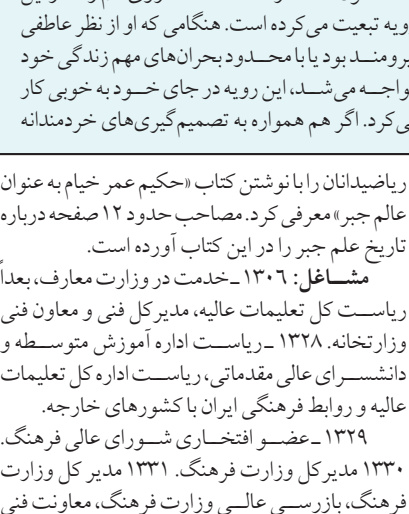 ویه تبعیت می‌کرده است. هنگامی که او از نظر عاطفی
برومند بود یا با محدود بحران‌های مهم زندگی خود
واجه می‌شد، این رویه در جای خود به خوبی کار
ی‌کرد. اگر هم همواره به تصمیم‌گیری‌های خردمندانه
ریاضیدانان را با نوشتن کتاب «حکیم عمر خیام به عنوان
عالم جبر» معرفی کرد. مصاحب حدود ۱۲ صفحه درباره
تاریخ علم جبر را در این کتاب آورده است.
مشاغل: ۱۳۰۶ ـ خدمت در وزارت معارف، بعداً
ریاست کل تعلیمات عالیه، مدیرکل فنی و معاون فنی
وزارتخانه. ۱۳۲۸ ـ ریاست اداره آموزش متوسطه و
دانشسرای عالی مقدماتی، ریاست اداره کل تعلیمات
عالیه و روابط فرهنگی ایران با کشورهای خارجه.
۱۳۲۹ ـ عضو افتخاری شورای عالی فرهنگ.
۱۳۳۰ مدیرکل وزارت فرهنگ. ۱۳۳۱ مدیر کل وزارت
فرهنگ، بازرسی عالی وزارت فرهنگ، معاونت فنی